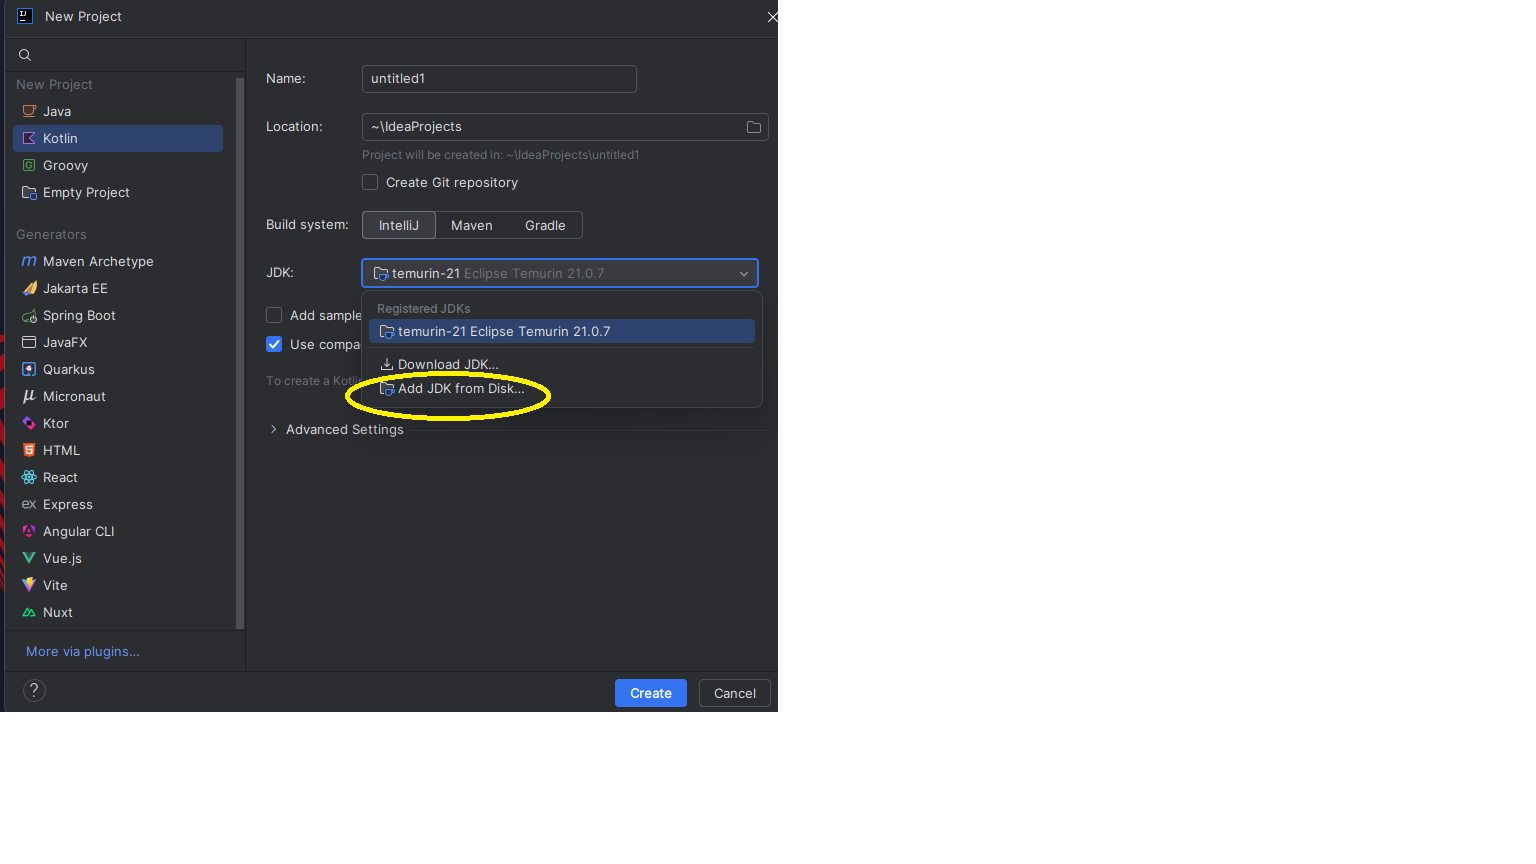 New Project
New Project
Java
Kotlin
Groovy
Empty Project
Generators
Maven Archetype
Jakarta EE
Spring Boot
JavaFX
Quarkus
Micronaut
Ktor
HTML
React
Express
Angular CLI
Vue.js
Vite
Nuxt
More via plugins...
Name: untitled1
Location: ~\IdeaProjects
Project will be created in: ~\IdeaProjects\untitled1
Create Git repository
Build system: IntelliJ Maven Gradle
JDK: temurin-21 Eclipse Temurin 21.0.7
Registered JDKs
temurin-21 Eclipse Temurin 21.0.7
Download JDK...
Add JDK from Disk...
Add sample
Use compa
To create a Kotli
Advanced Settings
? Create Cancel